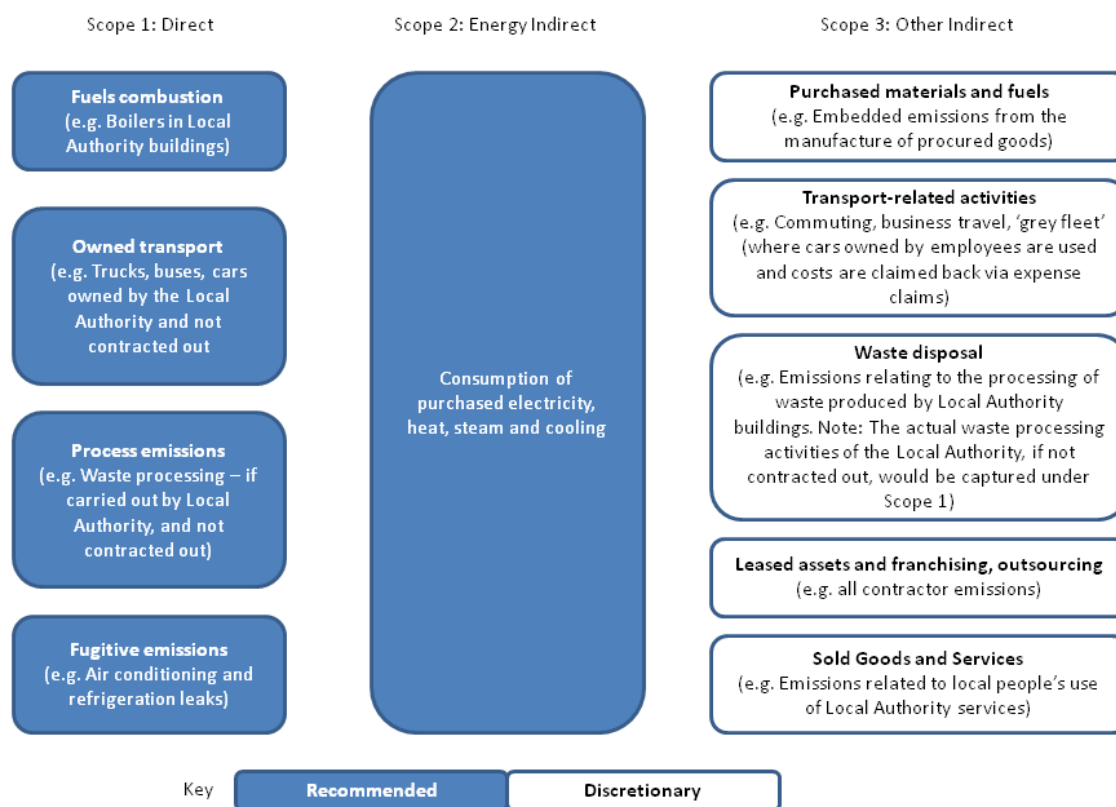 Scope 1: Direct
Fuels combustion
(e.g. Boilers in Local
Authority buildings)
Owned transport
(e.g. Trucks, buses, cars
owned by the Local
Authority and not
contracted out
Process emissions
(e.g. Waste processing – if
carried out by Local
Authority, and not
contracted out)
Fugitive emissions
(e.g. Air conditioning and
refrigeration leaks)
Scope 2: Energy Indirect
Consumption of
purchased electricity,
heat, steam and cooling
Scope 3: Other Indirect
Purchased materials and fuels
(e.g. Embedded emissions from the
manufacture of procured goods)
Transport-related activities
(e.g. Commuting, business travel, ‘grey fleet’
(where cars owned by employees are used
and costs are claimed back via expense
claims)
Waste disposal
(e.g. Emissions relating to the processing of
waste produced by Local Authority
buildings. Note: The actual waste processing
activities of the Local Authority, if not
contracted out, would be captured under
Scope 1)
Leased assets and franchising, outsourcing
(e.g. all contractor emissions)
Sold Goods and Services
(e.g. Emissions related to local people’s use
of Local Authority services)
Key
Recommended
Discretionary